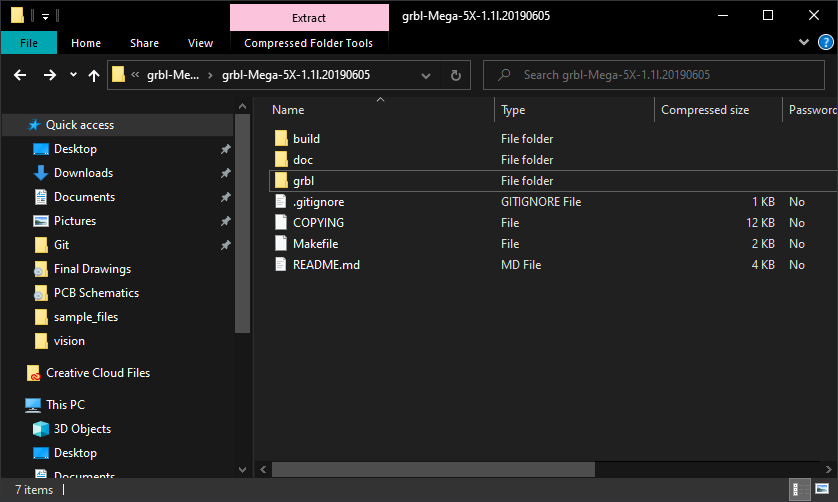 Extract
grbl-Mega-5X-1.1l.20190605
File
Home
Share
View
Compressed Folder Tools
grbl-Me...
grbl-Mega-5X-1.1l.20190605
Search grbl-Mega-5X-1.1l.20190605
Quick access
Desktop
Downloads
Documents
Pictures
Git
Final Drawings
PCB Schematics
sample_files
vision
Creative Cloud Files
This PC
3D Objects
Desktop
Documents
Name Type Compressed size Password
build File folder
doc File folder
grbl File folder
.gitignore GITIGNORE File 1 KB No
COPYING File 12 KB No
Makefile File 2 KB No
README.md MD File 4 KB No
7 items